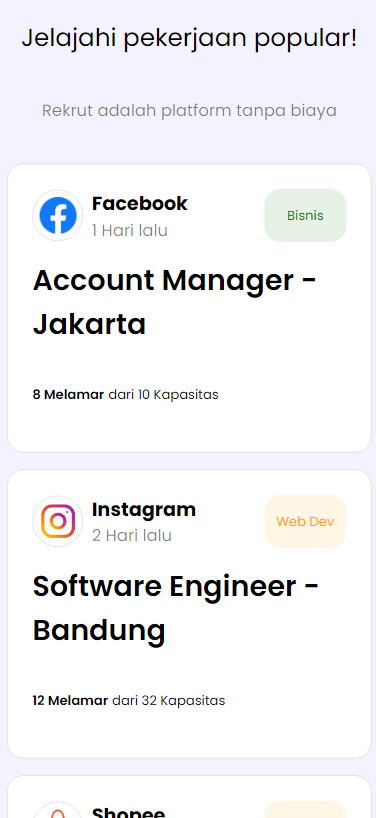 Jelajahi pekerjaan popular!
Rekrut adalah platform tanpa biaya
Facebook
1 Hari lalu
Bisnis
Account Manager -
Jakarta
8 Melamar dari 10 Kapasitas
Instagram
2 Hari lalu
Web Dev
Software Engineer -
Bandung
12 Melamar dari 32 Kapasitas
Shopee